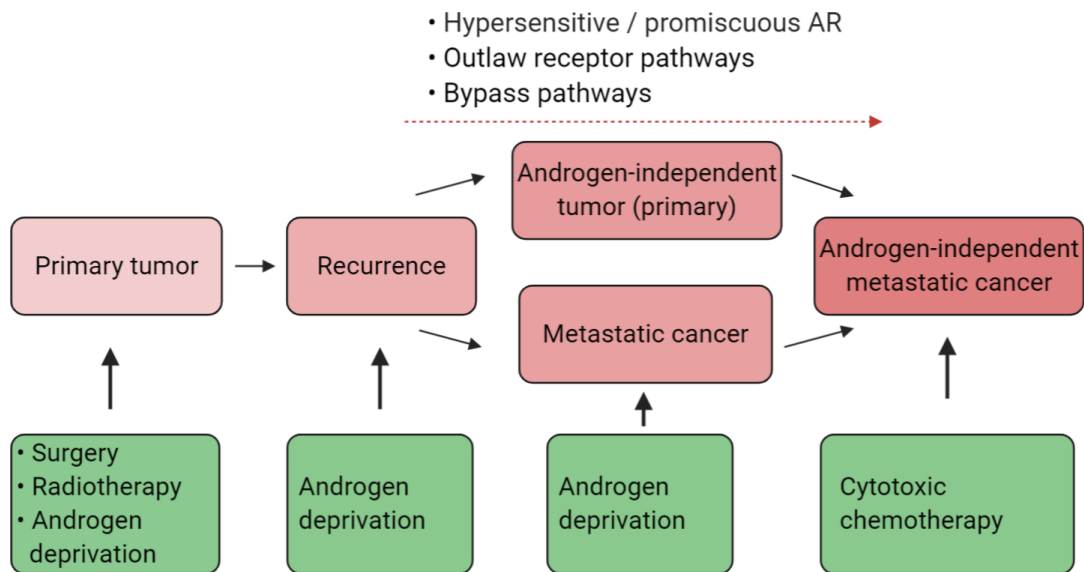 • Hypersensitive / promiscuous AR
• Outlaw receptor pathways
• Bypass pathways
Androgen-independent
tumor (primary)
Primary tumor
Recurrence
Androgen-independent
metastatic cancer
Metastatic cancer
• Surgery
• Radiotherapy
• Androgen
deprivation
Androgen
deprivation
Androgen
deprivation
Cytotoxic
chemotherapy